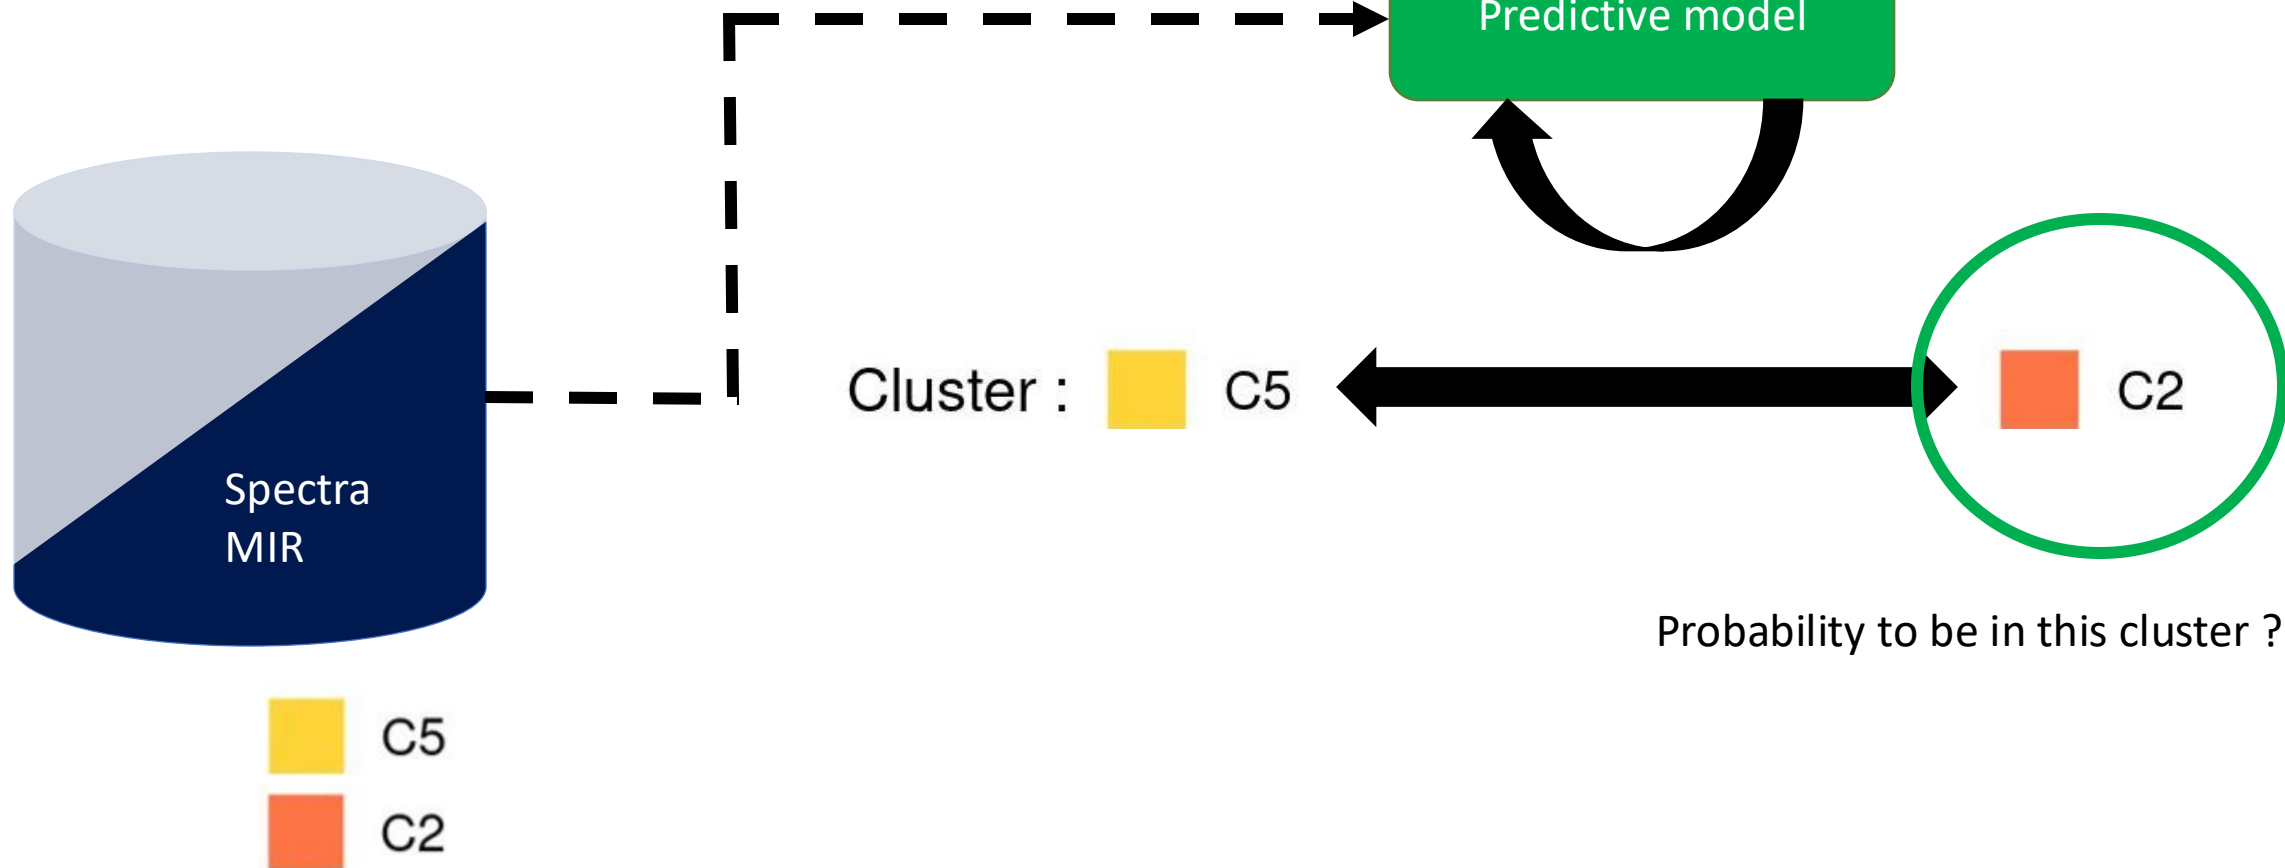 Predictive model
Cluster : C5 C2
Spectra
MIR
Probability to be in this cluster ?
C5
C2